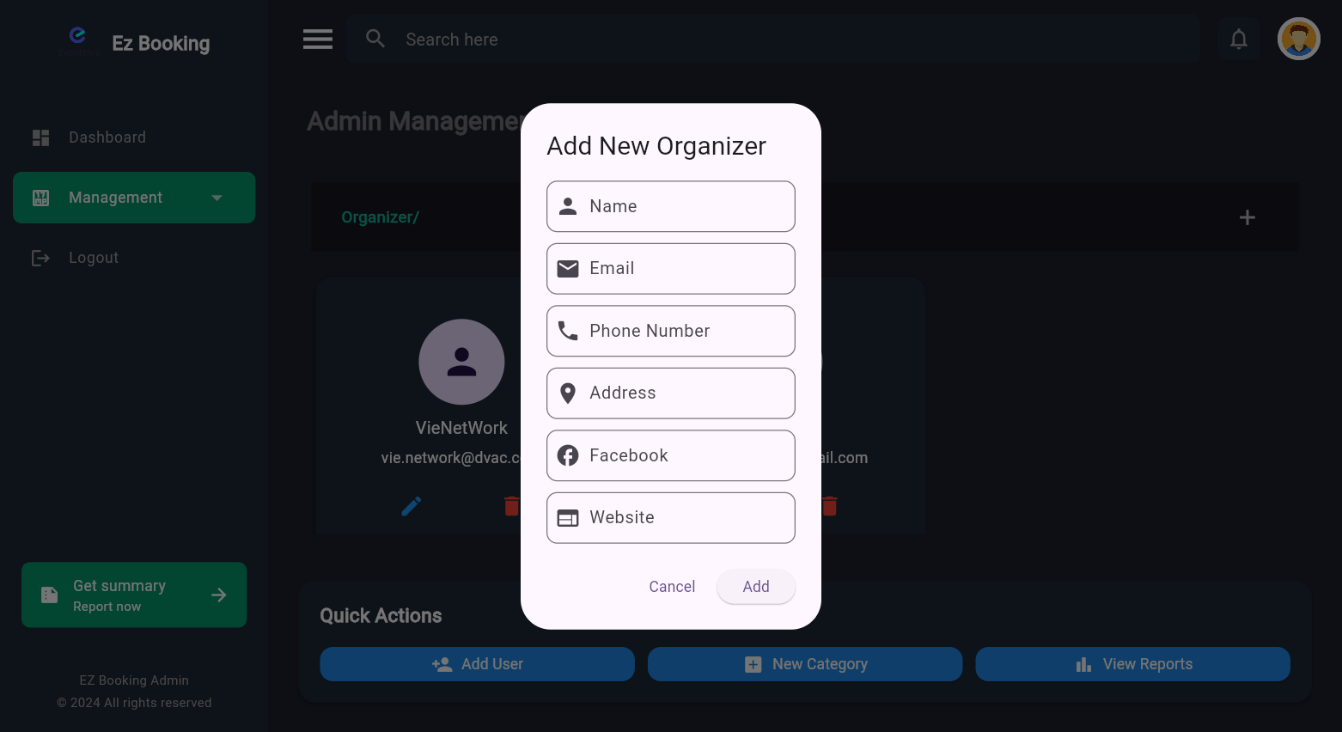 Ez Booking
Search here
Dashboard
Management
Logout
Get summary
Report now
EZ Booking Admin
© 2024 All rights reserved
Admin
Organizer/
VieNetWork
vie.network@dvac.c
ail.com
Add New Organizer
Name
Email
Phone Number
Address
Facebook
Website
Cancel
Add
Quick Actions
Add User
New Category
View Reports